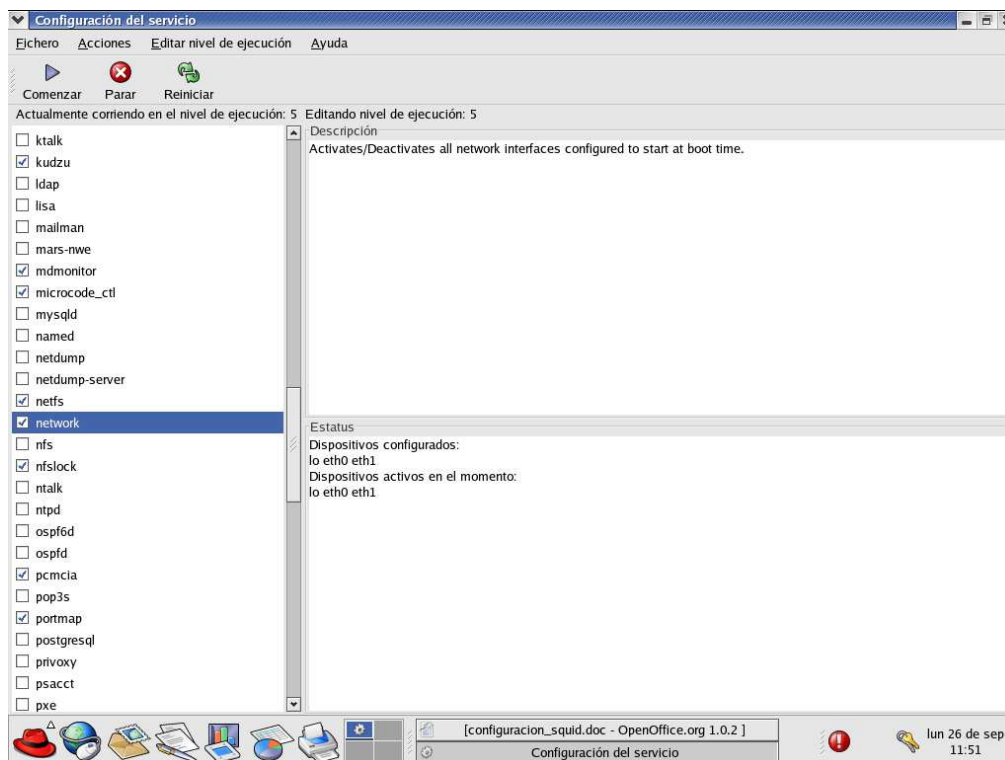 Configuración del servicio
Fichero Acciones Editar nivel de ejecución Ayuda
Comenzar Parar Reiniciar
Actualmente corriendo en el nivel de ejecución: 5 Editando nivel de ejecución: 5
ktalk
kudzu
ldap
lisa
mailman
mars-nwe
mdmonitor
microcode_ctl
mysqld
named
netdump
netdump-server
netfs
network
nfs
nfslock
ntalk
ntpd
ospf6d
ospfd
pcmcia
pop3s
portmap
postgresql
privoxy
psacct
pxe
Descripción
Activates/Deactivates all network interfaces configured to start at boot time.
Estatus
Dispositivos configurados:
lo eth0 eth1
Dispositivos activos en el momento:
lo eth0 eth1
[configuracion_squid.doc - OpenOffice.org 1.0.2 ]
Configuración del servicio
lun 26 de sep
11:51